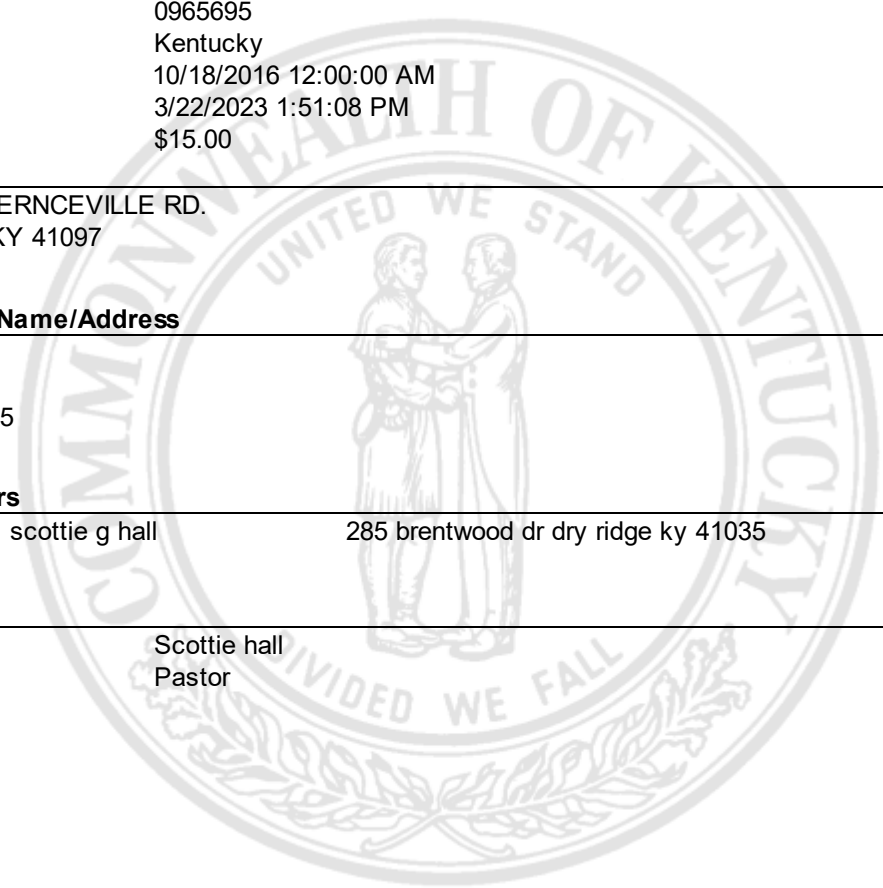 0965695
Kentucky
10/18/2016 12:00:00 AM
3/22/2023 1:51:08 PM
$15.00
ERNCEVILLE RD.
KY 41097
Name/Address
5
rs
scottie g hall 285 brentwood dr dry ridge ky 41035
Scottie hall
Pastor
COMMONWEALTH OF KENTUCKY
UNITED WE STAND
DIVIDED WE FALL